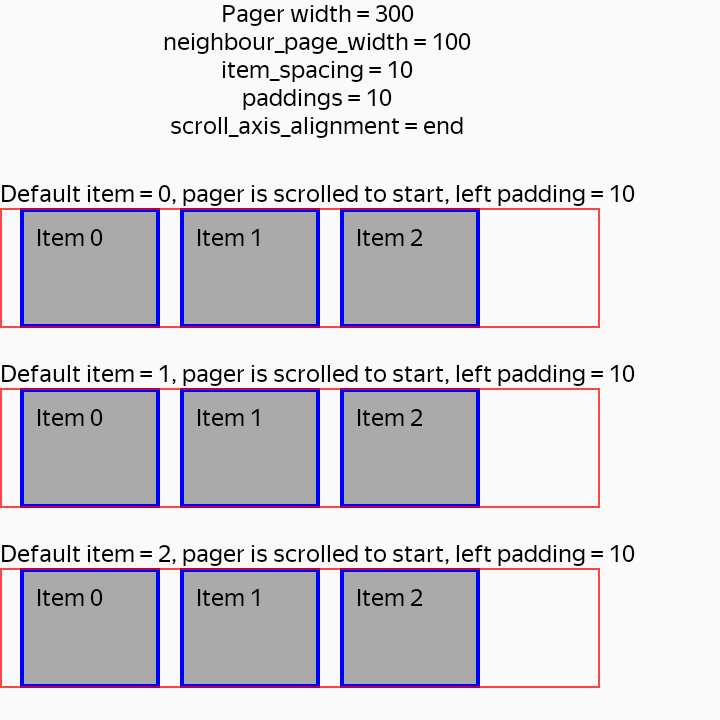 Pager width = 300
neighbour_page_width = 100
item_spacing = 10
paddings = 10
scroll_axis_alignment = end
Default item = 0, pager is scrolled to start, left padding = 10
Item 0 Item 1 Item 2
Default item = 1, pager is scrolled to start, left padding = 10
Item 0 Item 1 Item 2
Default item = 2, pager is scrolled to start, left padding = 10
Item 0 Item 1 Item 2